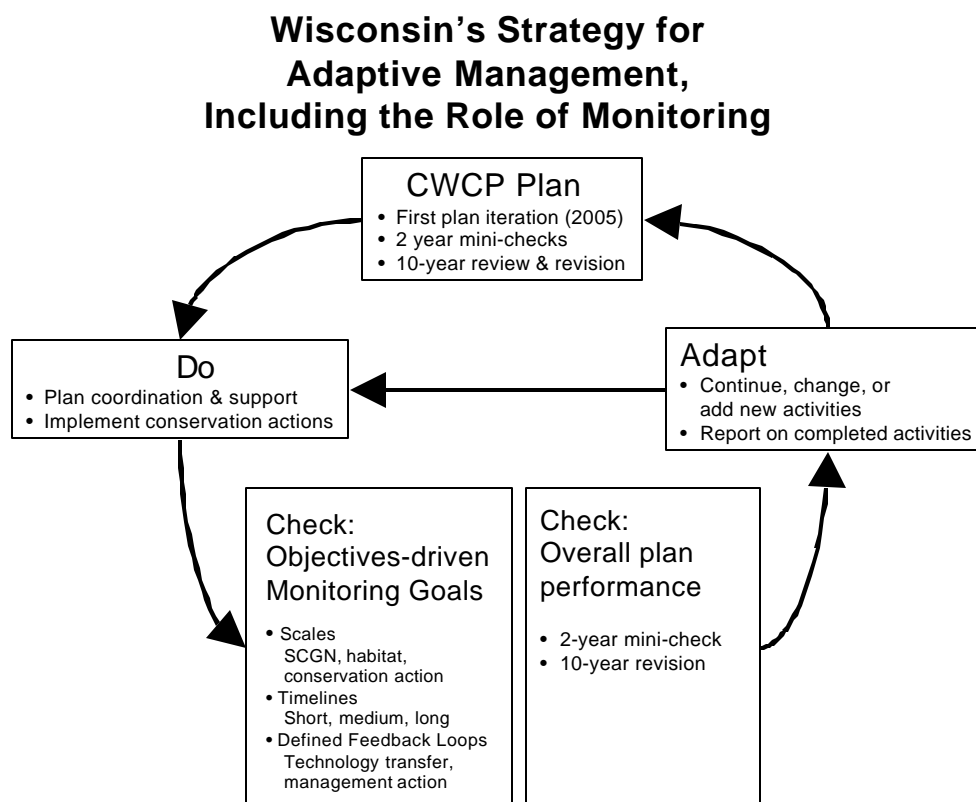 Wisconsin’s Strategy for
Adaptive Management,
Including the Role of Monitoring
CWCP Plan
• First plan iteration (2005)
• 2 year mini-checks
• 10-year review & revision
Do
• Plan coordination & support
• Implement conservation actions
Adapt
• Continue, change, or
add new activities
• Report on completed activities
Check:
Objectives-driven
Monitoring Goals
• Scales
SCGN, habitat,
conservation action
• Timelines
Short, medium, long
• Defined Feedback Loops
Technology transfer,
management action
Check:
Overall plan
performance
• 2-year mini-check
• 10-year revision